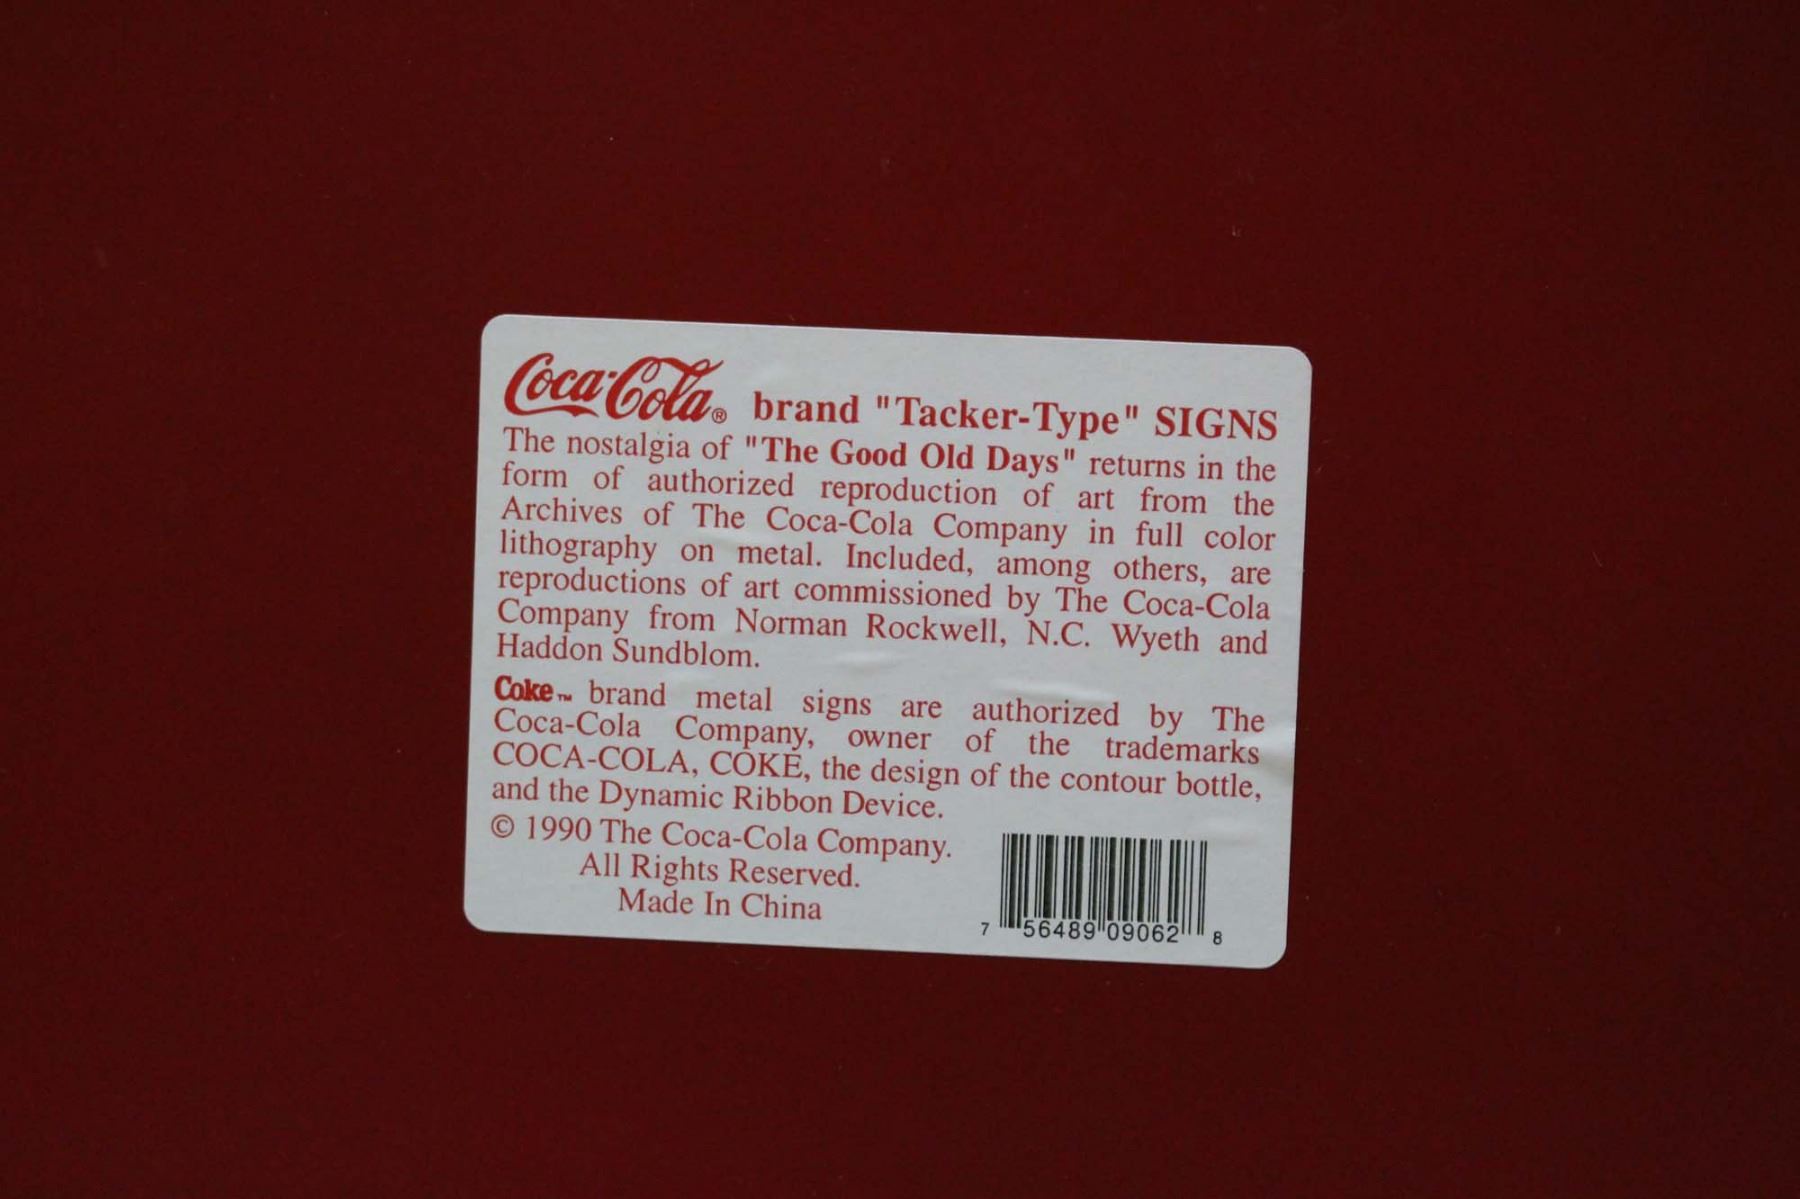 Coca-Cola® brand "Tacker-Type" SIGNS
The nostalgia of "The Good Old Days" returns in the
form of authorized reproduction of art from the
Archives of The Coca-Cola Company in full color
lithography on metal. Included, among others, are
reproductions of art commissioned by The Coca-Cola
Company from Norman Rockwell, N.C. Wyeth and
Haddon Sundblom.
Coke™ brand metal signs are authorized by The
Coca-Cola Company, owner of the trademarks
COCA-COLA, COKE, the design of the contour bottle,
and the Dynamic Ribbon Device.
© 1990 The Coca-Cola Company.
All Rights Reserved.
Made In China
7 56489 09062 8